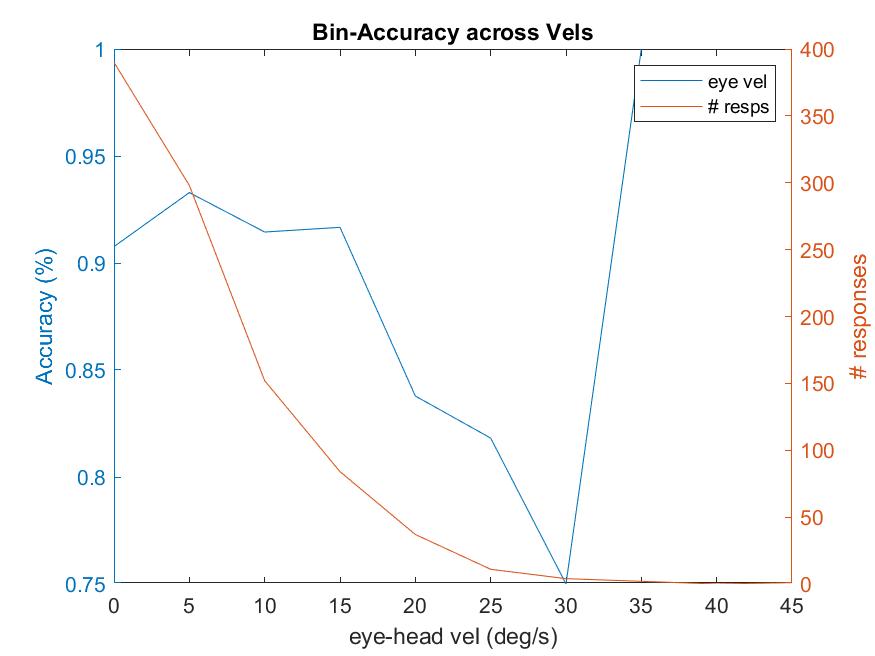 Bin-Accuracy across Vels
1
0.95
0.9
0.85
0.8
0.75
Accuracy (%)
400
350
300
250
200
150
100
50
0
# responses
eye vel
# resps
0 5 10 15 20 25 30 35 40 45
eye-head vel (deg/s)